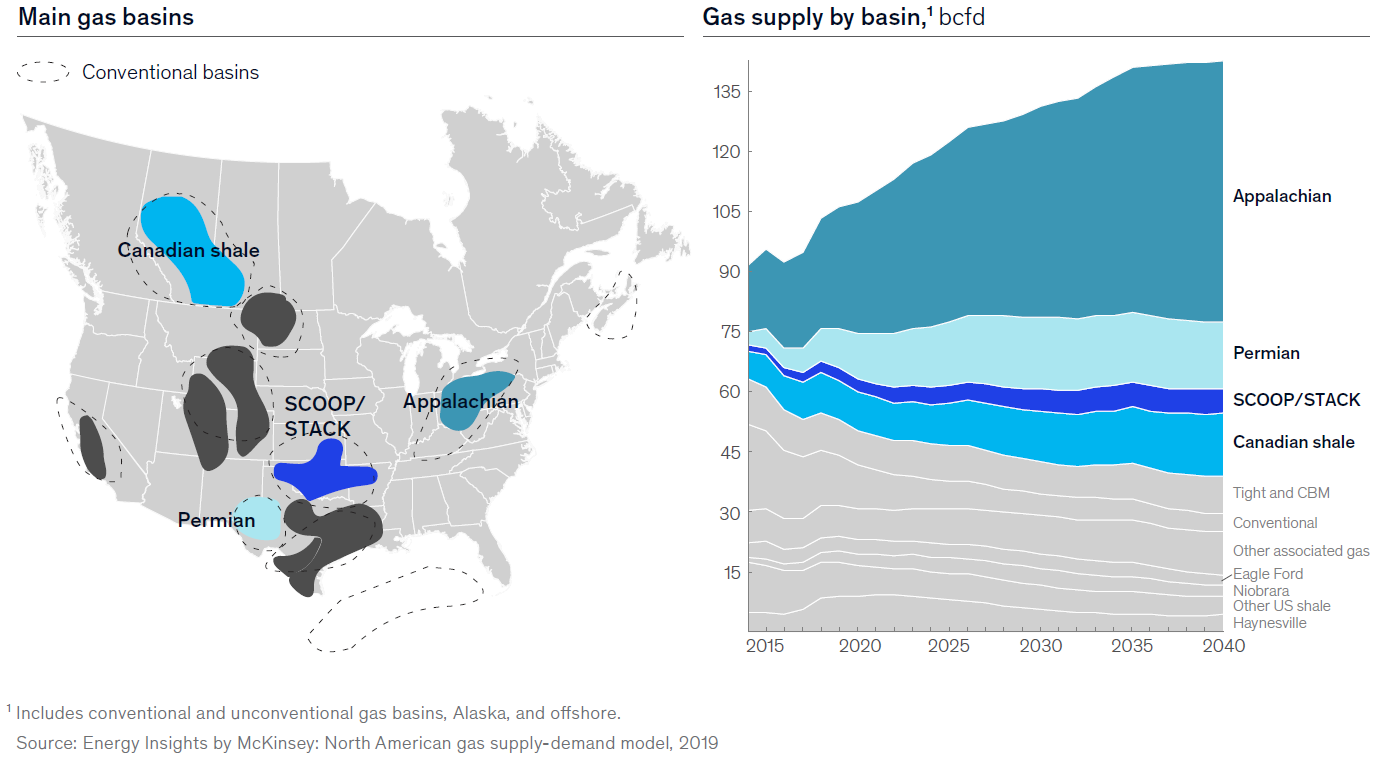 Main gas basins
Conventional basins
Canadian shale
SCOOP/
STACK
Appalachian
Permian
Gas supply by basin,¹ bcfd
135
120
105
90
75
60
45
30
15
2015 2020 2025 2030 2035 2040
Appalachian
Permian
SCOOP/STACK
Canadian shale
Tight and CBM
Conventional
Other associated gas
Eagle Ford
Niobrara
Other US shale
Haynesville
¹ Includes conventional and unconventional gas basins, Alaska, and offshore.
Source: Energy Insights by McKinsey: North American gas supply-demand model, 2019